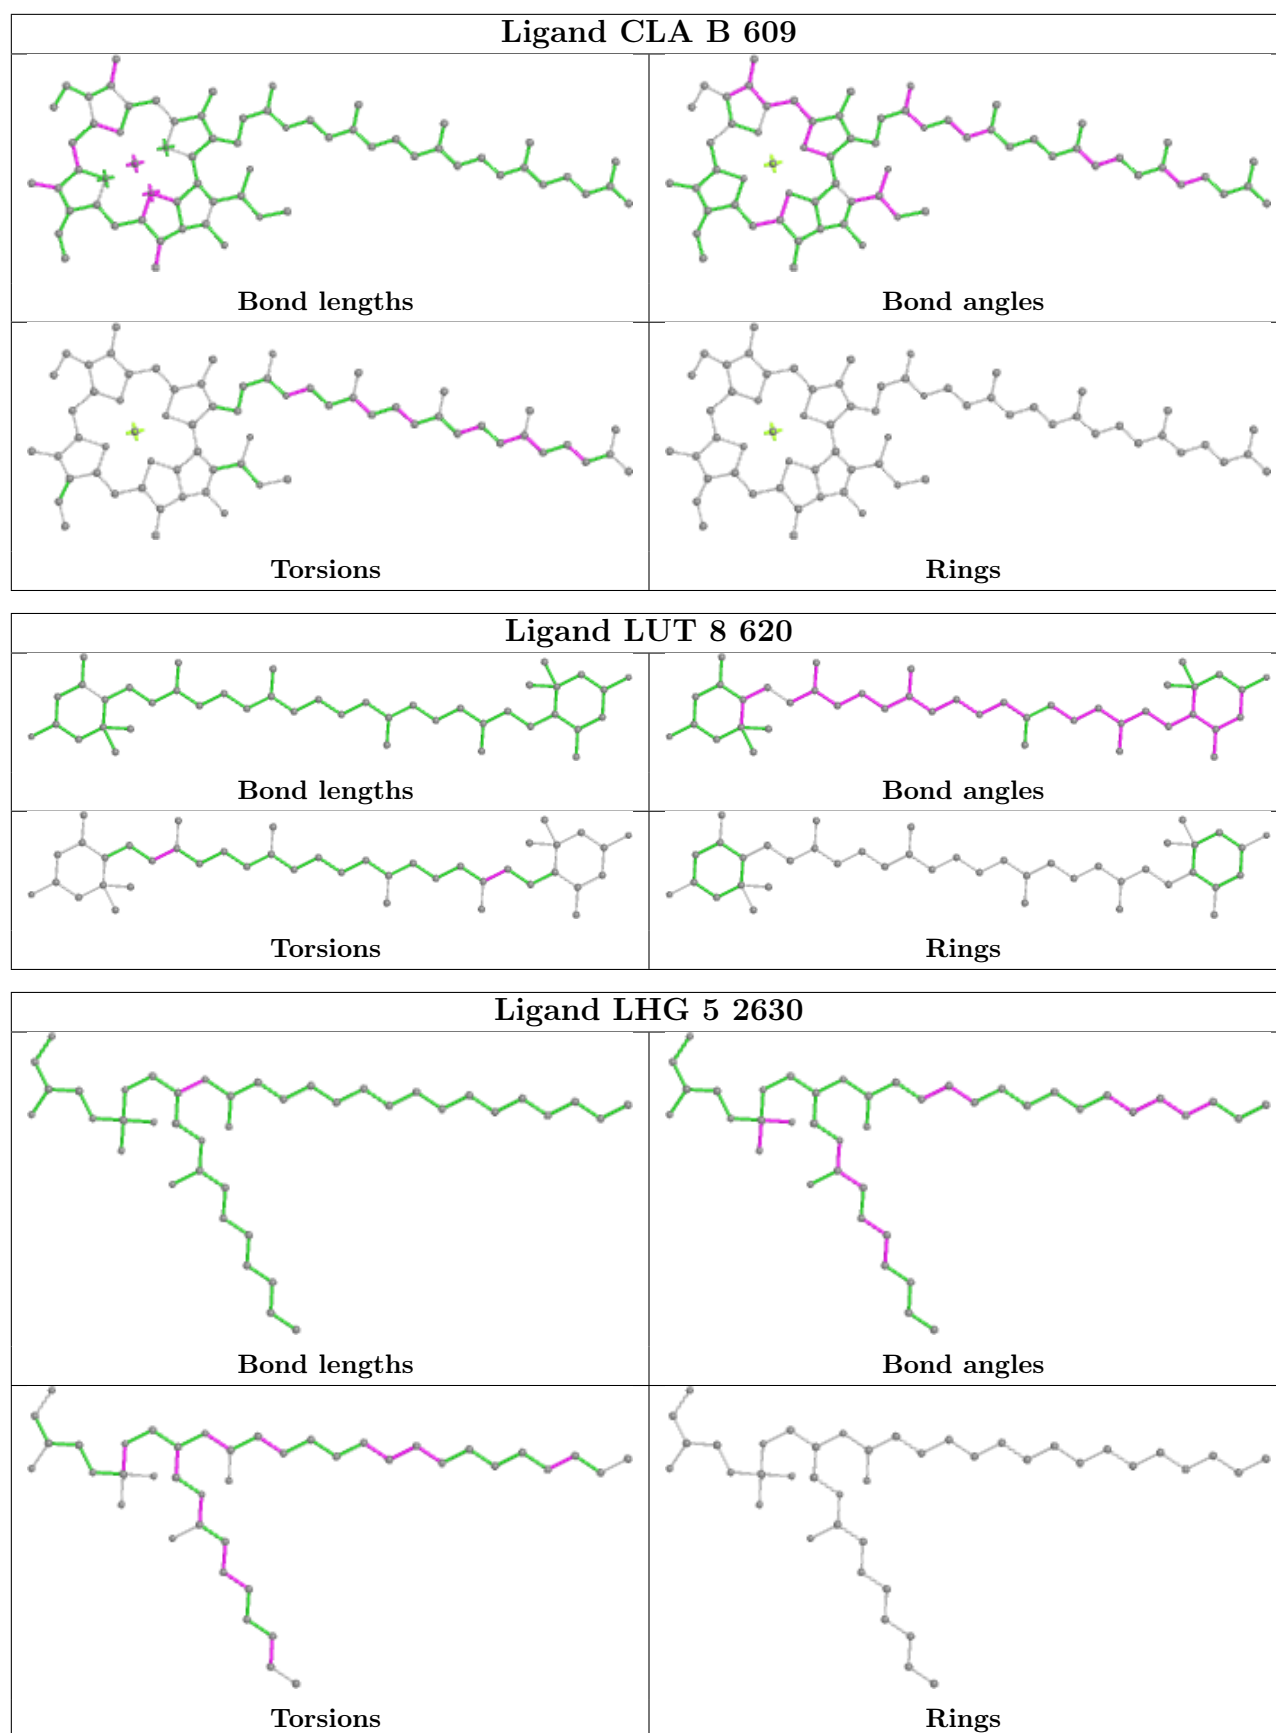 Ligand CLA B 609
Bond lengths
Bond angles
Torsions
Rings
Ligand LUT 8 620
Bond lengths
Bond angles
Torsions
Rings
Ligand LHG 5 2630
Bond lengths
Bond angles
Torsions
Rings